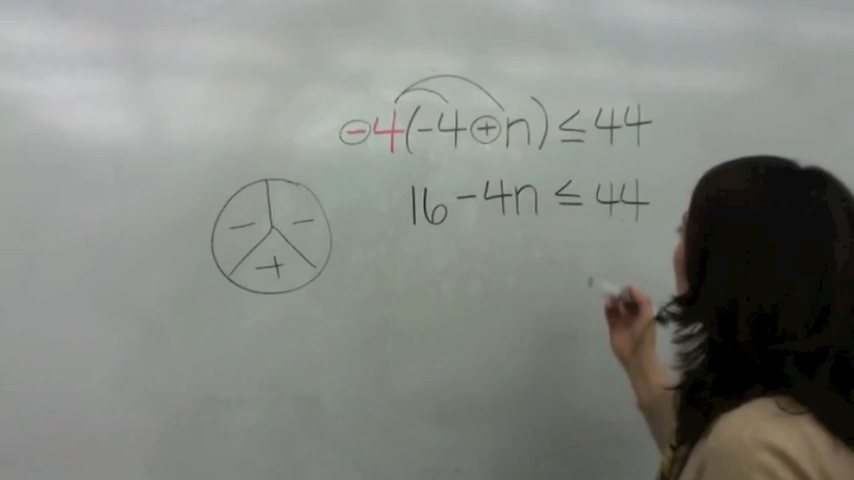 -4(-4+n) ≤ 44
16-4n ≤ 44
- -
+